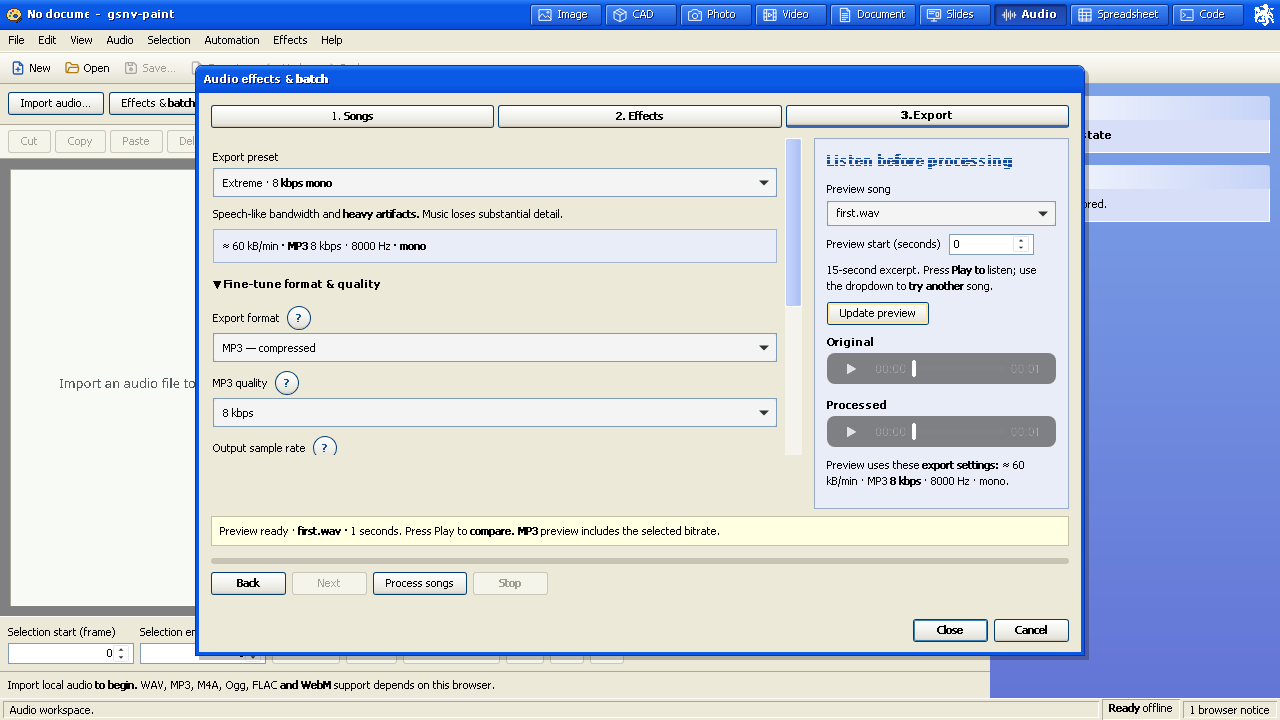 No docume - gsnv-paint
Image
CAD
Photo
Video
Document
Slides
Audio
Spreadsheet
Code
File Edit View Audio Selection Automation Effects Help
New
Open
Save...
Import audio...
Effects & batch
Cut
Copy
Paste
Del
Audio effects & batch
1. Songs
2. Effects
3.Export
Export preset
Extreme · 8 kbps mono
Speech-like bandwidth and heavy artifacts. Music loses substantial detail.
≈ 60 kB/min · MP3 8 kbps · 8000 Hz · mono
▼ Fine-tune format & quality
Export format ?
MP3 — compressed
MP3 quality ?
8 kbps
Output sample rate ?
Listen before processing
Preview song
first.wav
Preview start (seconds) 0
15-second excerpt. Press Play to listen; use
the dropdown to try another song.
Update preview
Original
00:00 00:01
Processed
00:00 00:01
Preview uses these export settings: ≈ 60
kB/min · MP3 8 kbps · 8000 Hz · mono.
Preview ready · first.wav · 1 seconds. Press Play to compare. MP3 preview includes the selected bitrate.
Back
Next
Process songs
Stop
Close
Cancel
tate
ored.
Import an audio file to
Selection start (frame)
Selection en
0
Import local audio to begin. WAV, MP3, M4A, Ogg, FLAC and WebM support depends on this browser.
Audio workspace.
Ready offline
1 browser notice